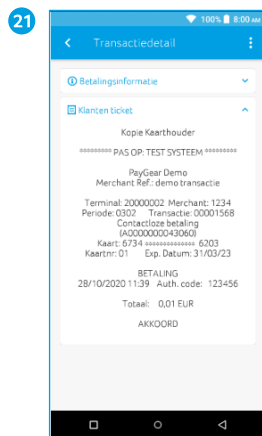 21
100% 8:00 AM
Transactiedetail
Betalingsinformatie
Klanten ticket
Kopie Kaarthouder
********* PAS OP: TEST SYSTEEM *********
PayGear Demo
Merchant Ref.: demo transactie
Terminal: 20000002 Merchant: 1234
Periode: 0302 Transactie: 00001568
Contactloze betaling
(A0000000043060)
Kaart: 6734 ************** 6203
Kaartnr: 01 Exp. Datum: 31/03/23
BETALING
28/10/2020 11:39 Auth. code: 123456
Totaal: 0,01 EUR
AKKOORD